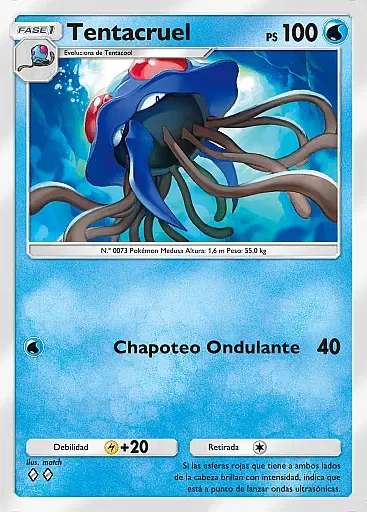 FASE 1
Tentacruel
PS 100
Evoluciona de Tentacool
N.º 0073 Pokémon Medusa Altura: 1,6 m Peso: 55,0 kg
Chapoteo Ondulante 40
Debilidad +20 Retirada
Ilus. match
Si las esferas rojas que tiene a ambos lados
de la cabeza brillan con intensidad, indica que
está a punto de lanzar ondas ultrasónicas.